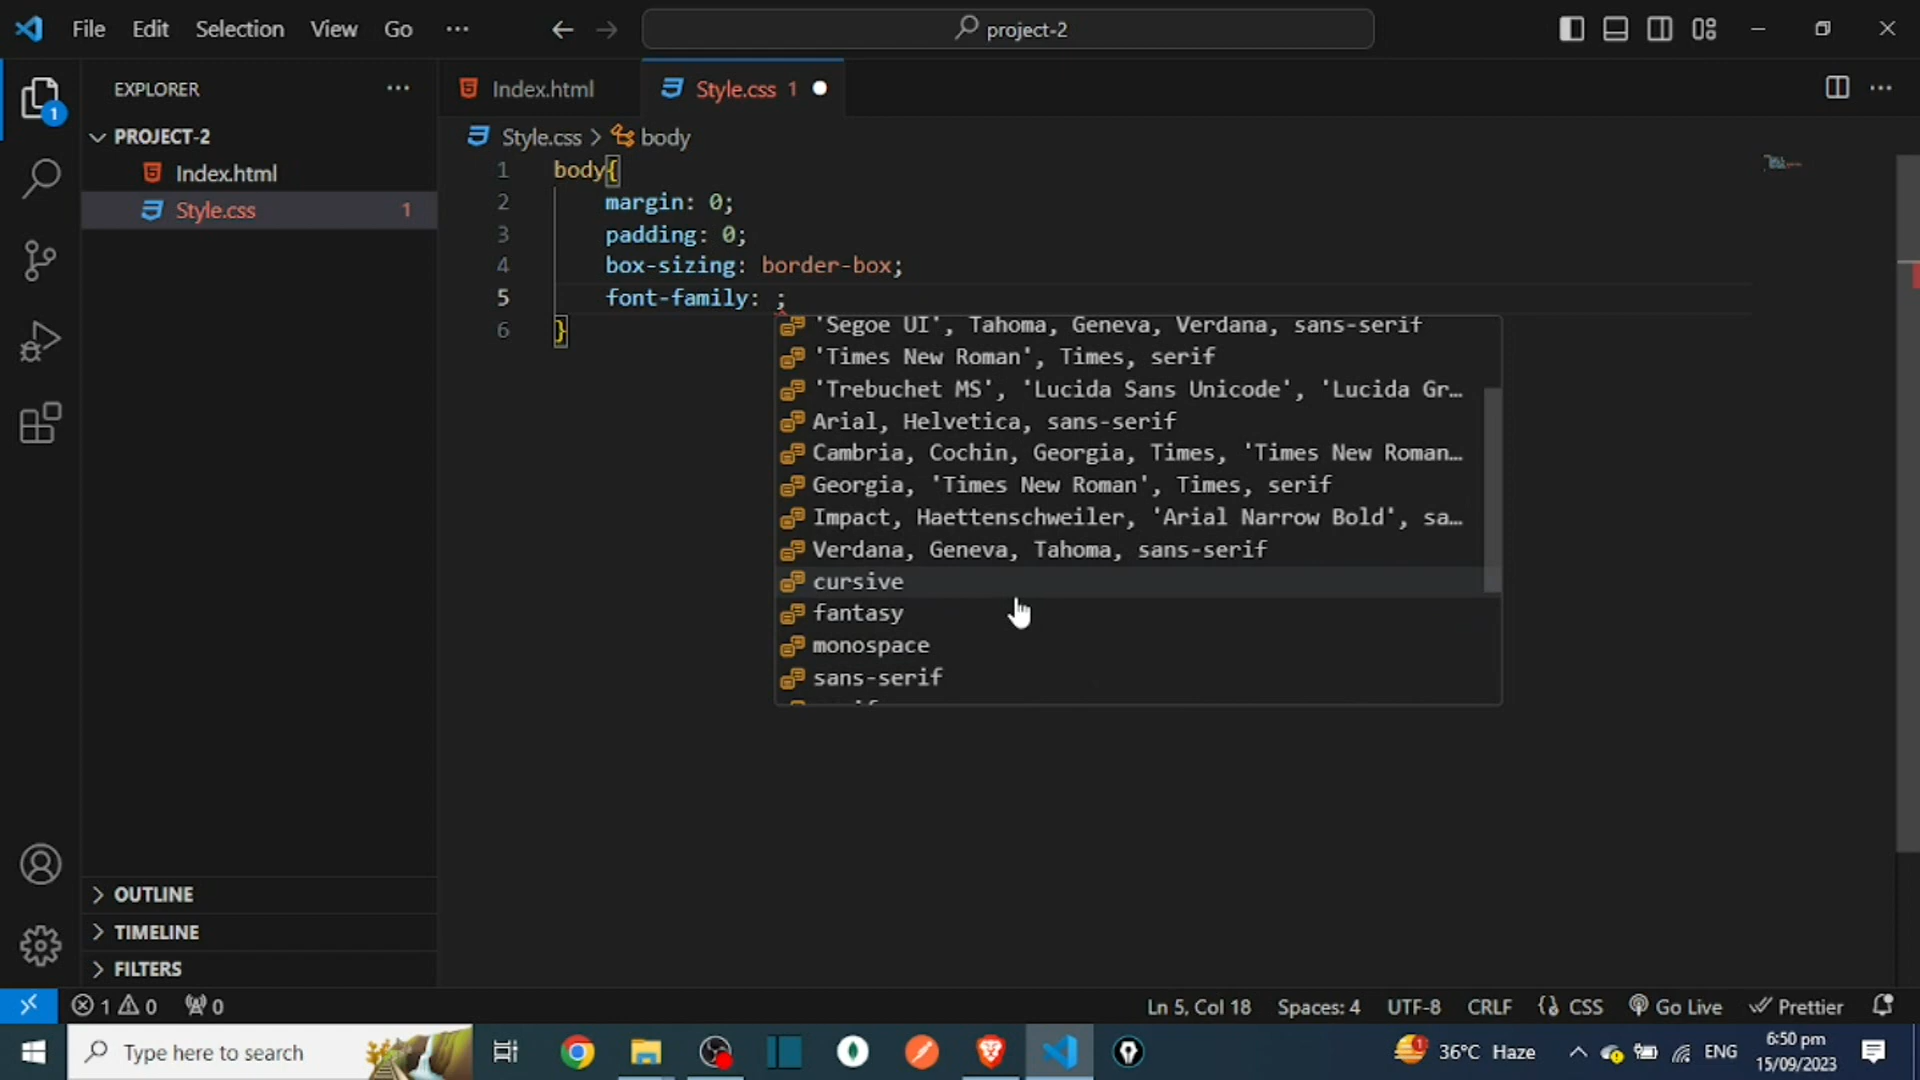 File Edit Selection View Go ··· project-2
EXPLORER ··· Index.html Style.css 1
PROJECT-2 Style.css > body
Index.html
Style.css 1
1 body{
2 margin: 0;
3 padding: 0;
4 box-sizing: border-box;
5 font-family: ;
6 }
'Segoe UI', Tahoma, Geneva, Verdana, sans-serif
'Times New Roman', Times, serif
'Trebuchet MS', 'Lucida Sans Unicode', 'Lucida Gr…
Arial, Helvetica, sans-serif
Cambria, Cochin, Georgia, Times, 'Times New Roman…
Georgia, 'Times New Roman', Times, serif
Impact, Haettenschweiler, 'Arial Narrow Bold', sa…
Verdana, Geneva, Tahoma, sans-serif
cursive
fantasy
monospace
sans-serif
1
OUTLINE
TIMELINE
FILTERS
1 0 0 Ln 5, Col 18 Spaces: 4 UTF-8 CRLF {} CSS Go Live Prettier
Type here to search 1 36°C Haze ENG 6:50 pm
15/09/2023